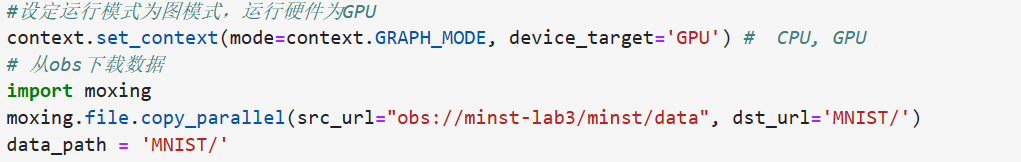 #设定运行模式为图模式，运行硬件为GPU
context.set_context(mode=context.GRAPH_MODE, device_target='GPU') #  CPU, GPU
# 从obs下载数据
import moxing
moxing.file.copy_parallel(src_url="obs://minst-lab3/minst/data", dst_url='MNIST/')
data_path = 'MNIST/'